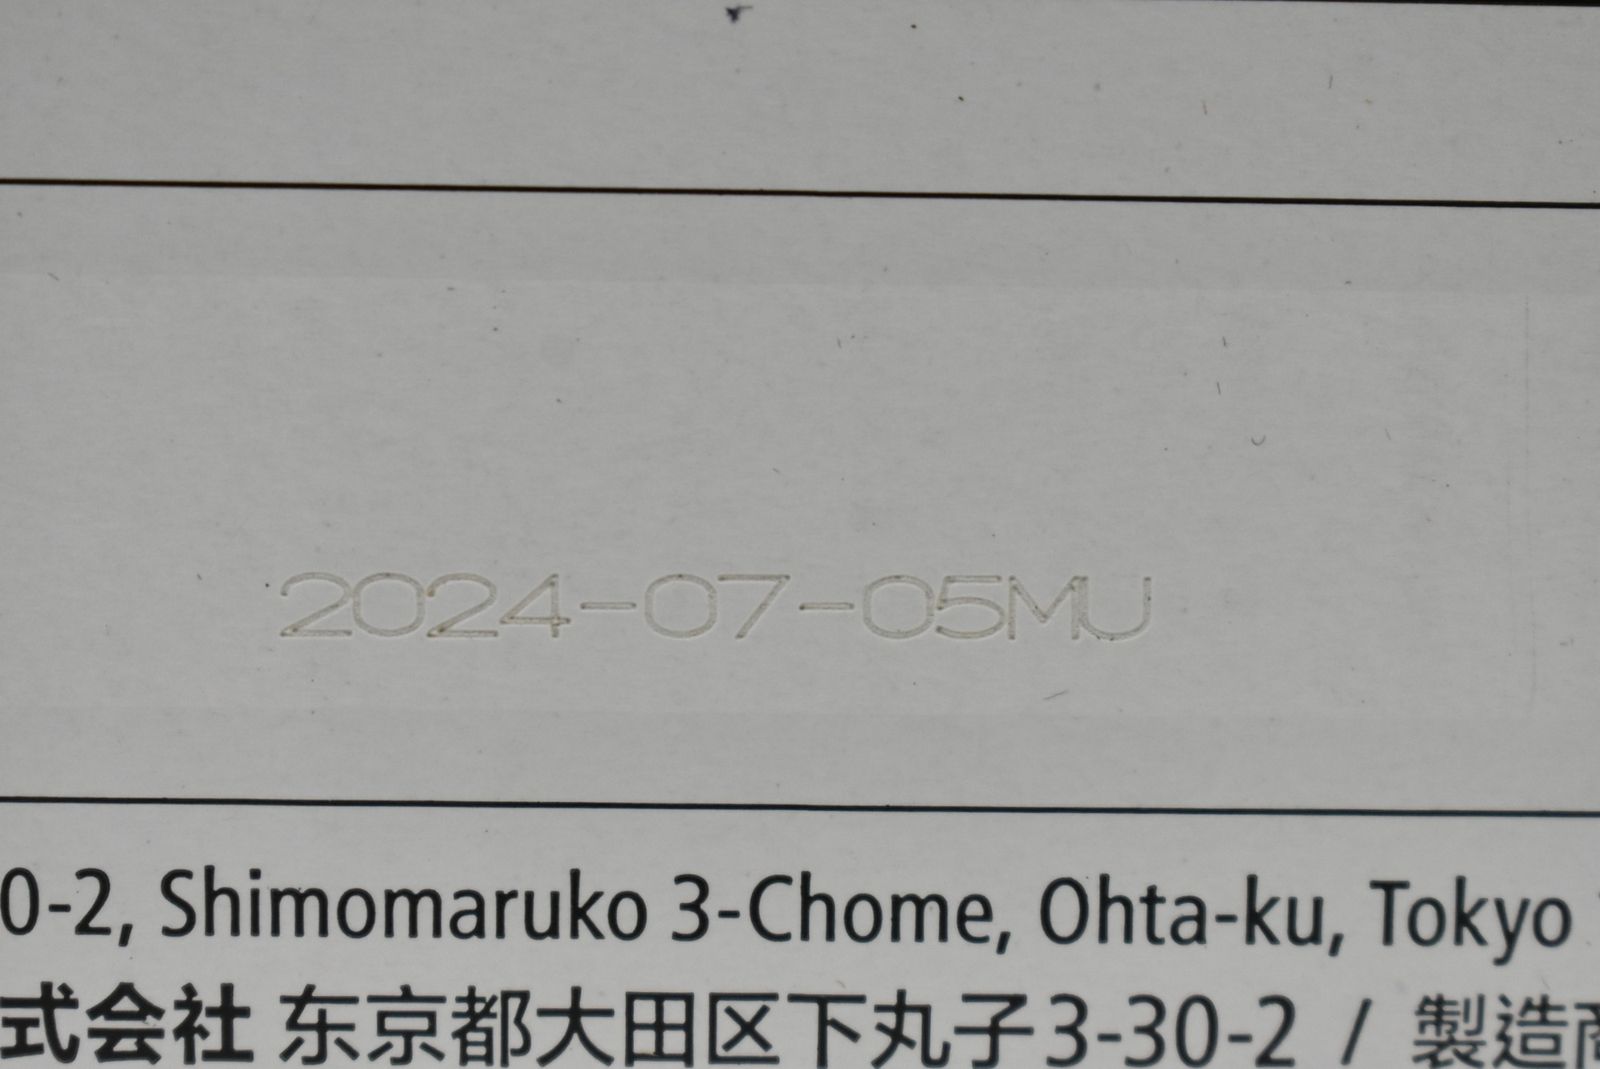 2024-07-05MU
0-2, Shimomaruko 3-Chome, Ohta-ku, Tokyo
式会社 东京都大田区下丸子3-30-2 / 製造商